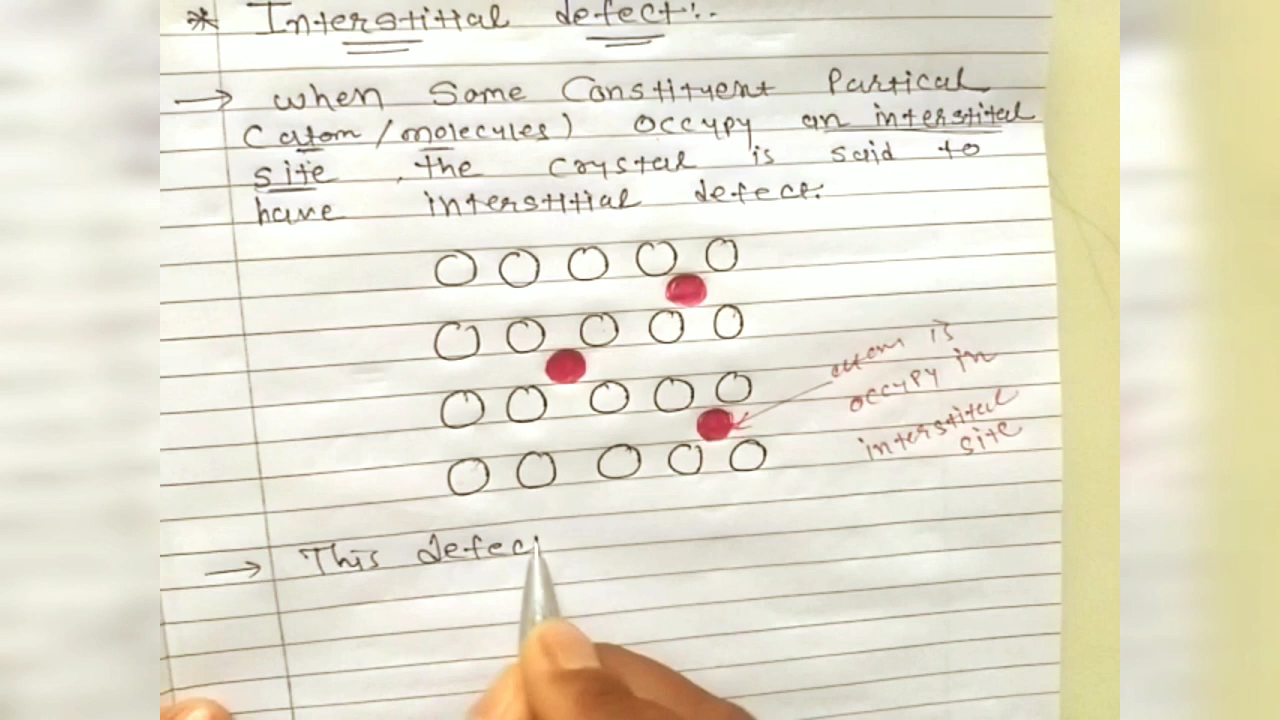 * Interstitial defect:.
→ when Some Constituent Partical
(atom/molecules) occupy an interstital
site, the crystal is said to
have interstitial defect.
atom is
occupy in
interstital
site
→ This defec